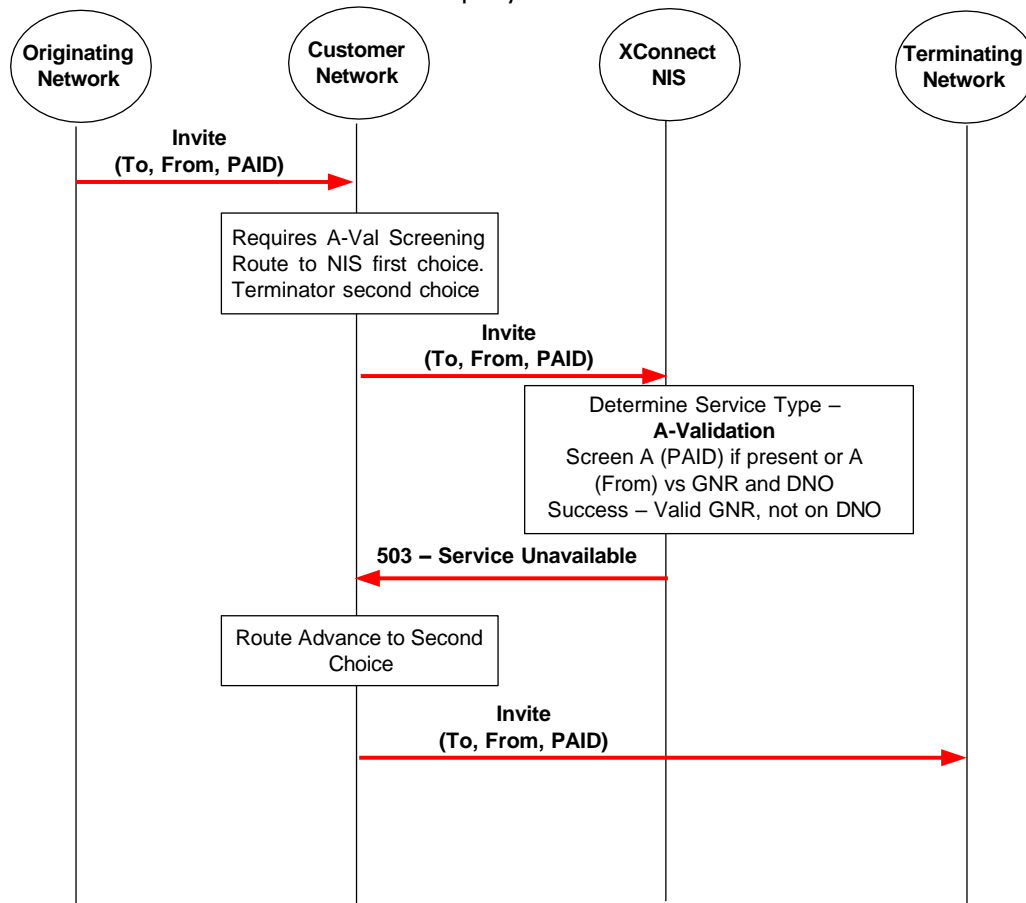 Originating
Network
Customer
Network
XConnect
NIS
Terminating
Network
Invite
(To, From, PAID)
Requires A-Val Screening
Route to NIS first choice.
Terminator second choice
Invite
(To, From, PAID)
Determine Service Type –
A-Validation
Screen A (PAID) if present or A
(From) vs GNR and DNO
Success – Valid GNR, not on DNO
503 – Service Unavailable
Route Advance to Second
Choice
Invite
(To, From, PAID)